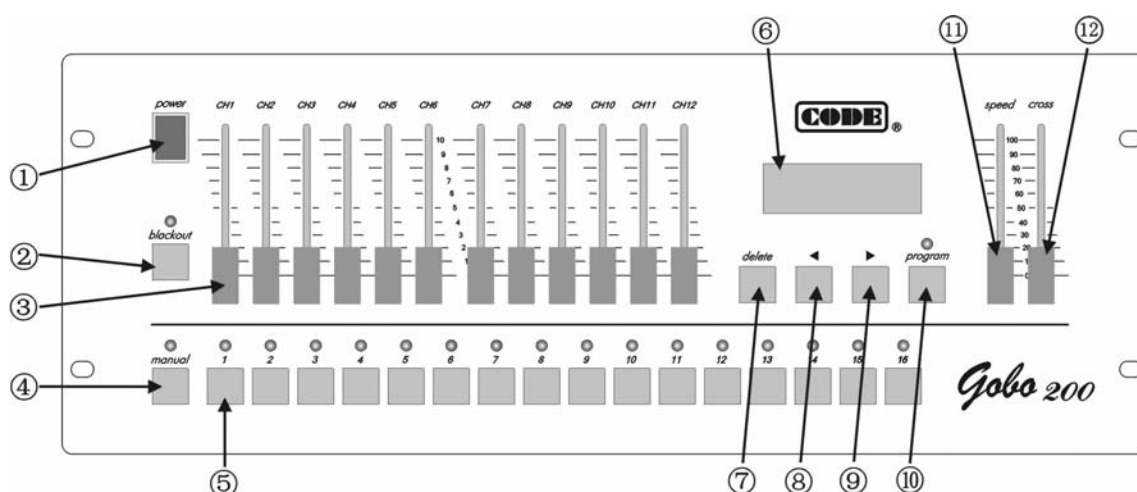 ⑥ ⑪ ⑫
power CH1 CH2 CH3 CH4 CH5 CH6 CH7 CH8 CH9 CH10 CH11 CH12 CODE ® speed cross
①
10 100
9 90
8 80
7 70
6 60
5 50
4 40
3 30
2 20
1 10
0
blackout
②
③
delete ◀ ▶ program
manual 1 2 3 4 5 6 7 8 9 10 11 12 13 14 15 16
④
Gobo 200
⑤ ⑦ ⑧ ⑨ ⑩